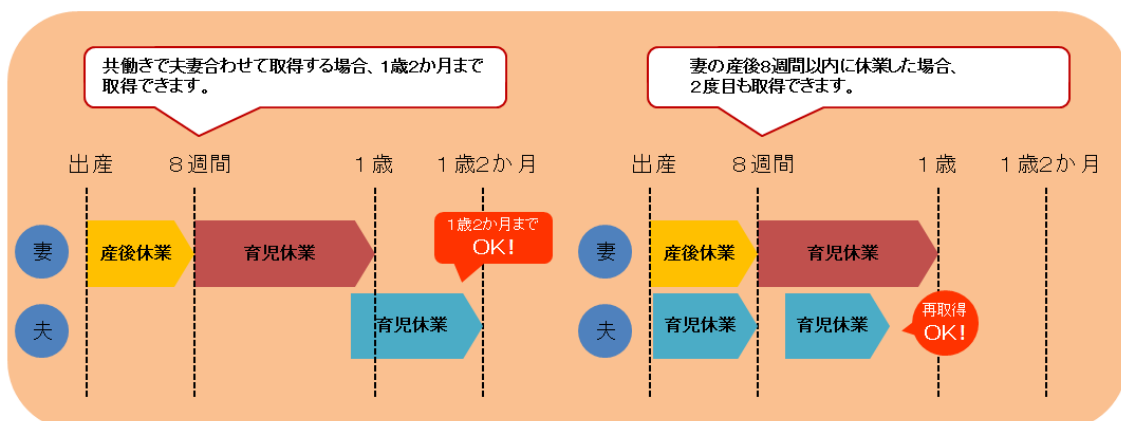 共働きで夫妻合わせて取得する場合、1歳2か月まで
取得できます。
出産 8週間 1歳 1歳2か月
1歳2か月まで
OK!
妻 産後休業 育児休業
夫 育児休業
妻の産後8週間以内に休業した場合、
2度目も取得できます。
出産 8週間 1歳 1歳2か月
妻 産後休業 育児休業
夫 育児休業 育児休業
再取得
OK!